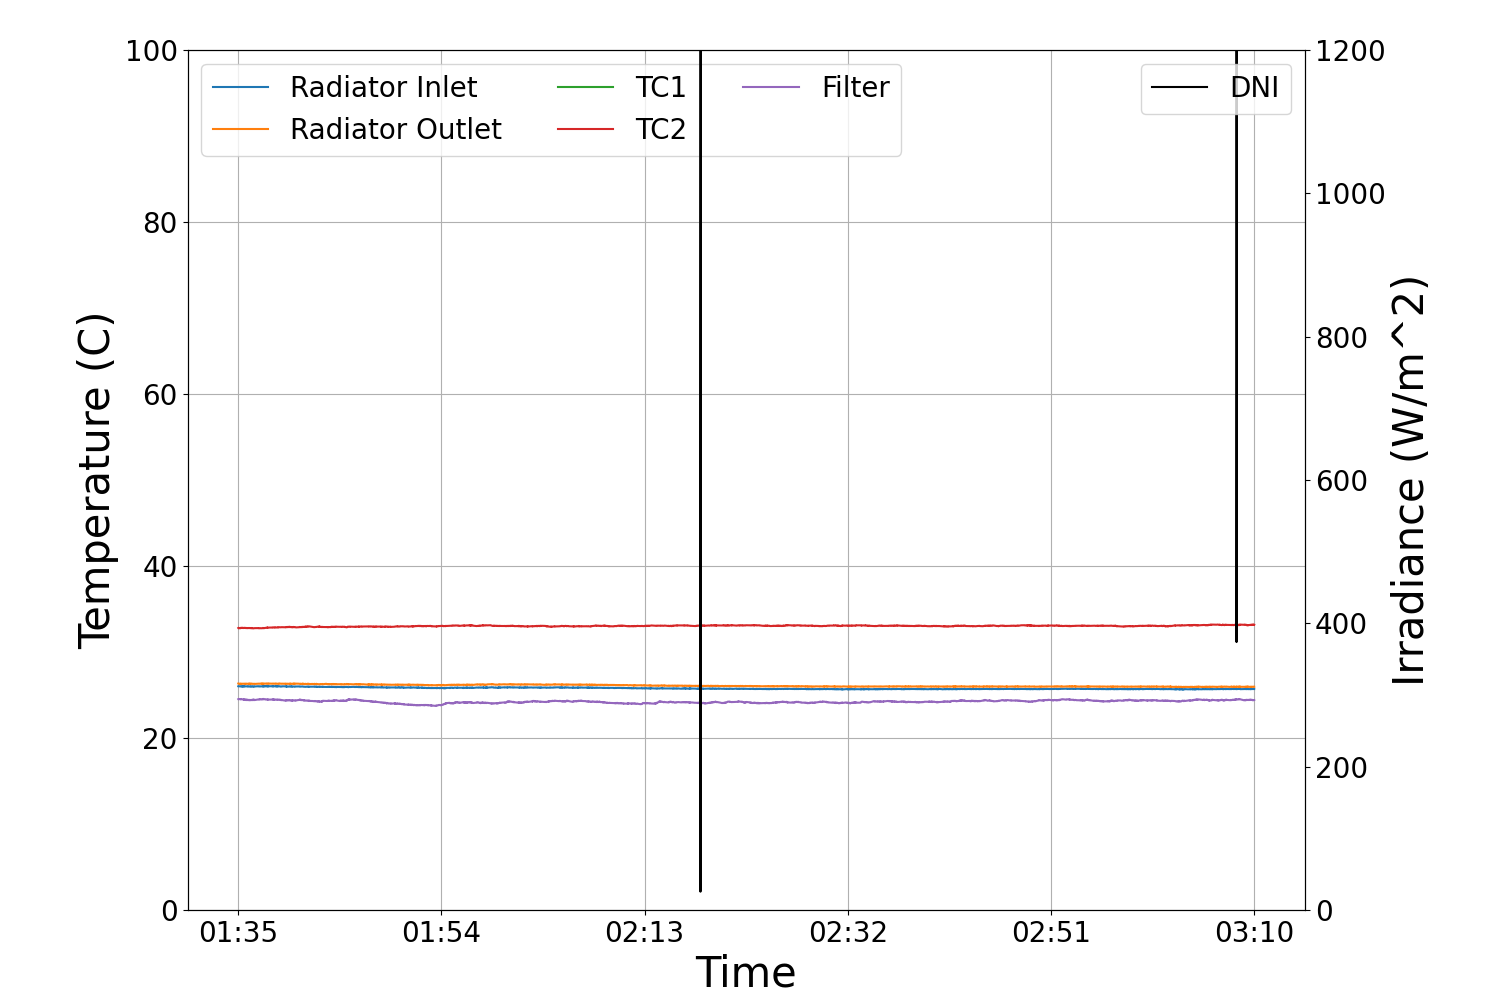 100
80
60
40
20
0
Temperature (C)
Radiator Inlet
Radiator Outlet
TC1
TC2
Filter
DNI
1200
1000
800
600
400
200
0
Irradiance (W/m^2)
01:35 01:54 02:13 02:32 02:51 03:10
Time